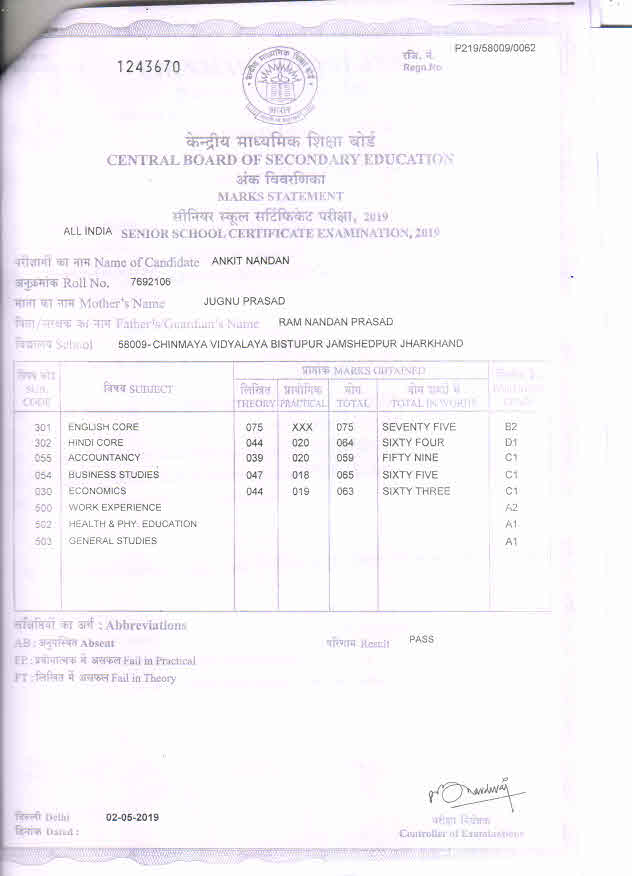 1243670
रजि. नं.
Regn.No
P219/58009/0062
केन्द्रीय माध्यमिक शिक्षा बोर्ड
CENTRAL BOARD OF SECONDARY EDUCATION
अंक विवरणिका
MARKS STATEMENT
सीनियर स्कूल सर्टिफिकेट परीक्षा, 2019
ALL INDIA SENIOR SCHOOL CERTIFICATE EXAMINATION, 2019
परीक्षार्थी का नाम Name of Candidate ANKIT NANDAN
अनुक्रमांक Roll No. 7692106
माता का नाम Mother's Name JUGNU PRASAD
पिता/संरक्षक का नाम Father's/Guardian's Name RAM NANDAN PRASAD
विद्यालय School 58009-CHINMAYA VIDYALAYA BISTUPUR JAMSHEDPUR JHARKHAND
विषय कोड SUB. CODE
विषय SUBJECT
प्राप्तांक MARKS OBTAINED
लिखित प्रायोगिक योग योग शब्दों में
THEORY PRACTICAL TOTAL TOTAL IN WORDS
301 ENGLISH CORE 075 XXX 075 SEVENTY FIVE B2
302 HINDI CORE 044 020 064 SIXTY FOUR D1
055 ACCOUNTANCY 039 020 059 FIFTY NINE C1
054 BUSINESS STUDIES 047 018 065 SIXTY FIVE C1
030 ECONOMICS 044 019 063 SIXTY THREE C1
500 WORK EXPERIENCE A2
502 HEALTH & PHY. EDUCATION A1
503 GENERAL STUDIES A1
संक्षिप्तियों का अर्थ : Abbreviations
AB : अनुपस्थित Absent
परिणाम Result PASS
FP : प्रयोगात्मक में असफल Fail in Practical
FT : लिखित में असफल Fail in Theory
दिल्ली Delhi
दिनांक Dated : 02-05-2019
परीक्षा नियंत्रक
Controller of Examinations